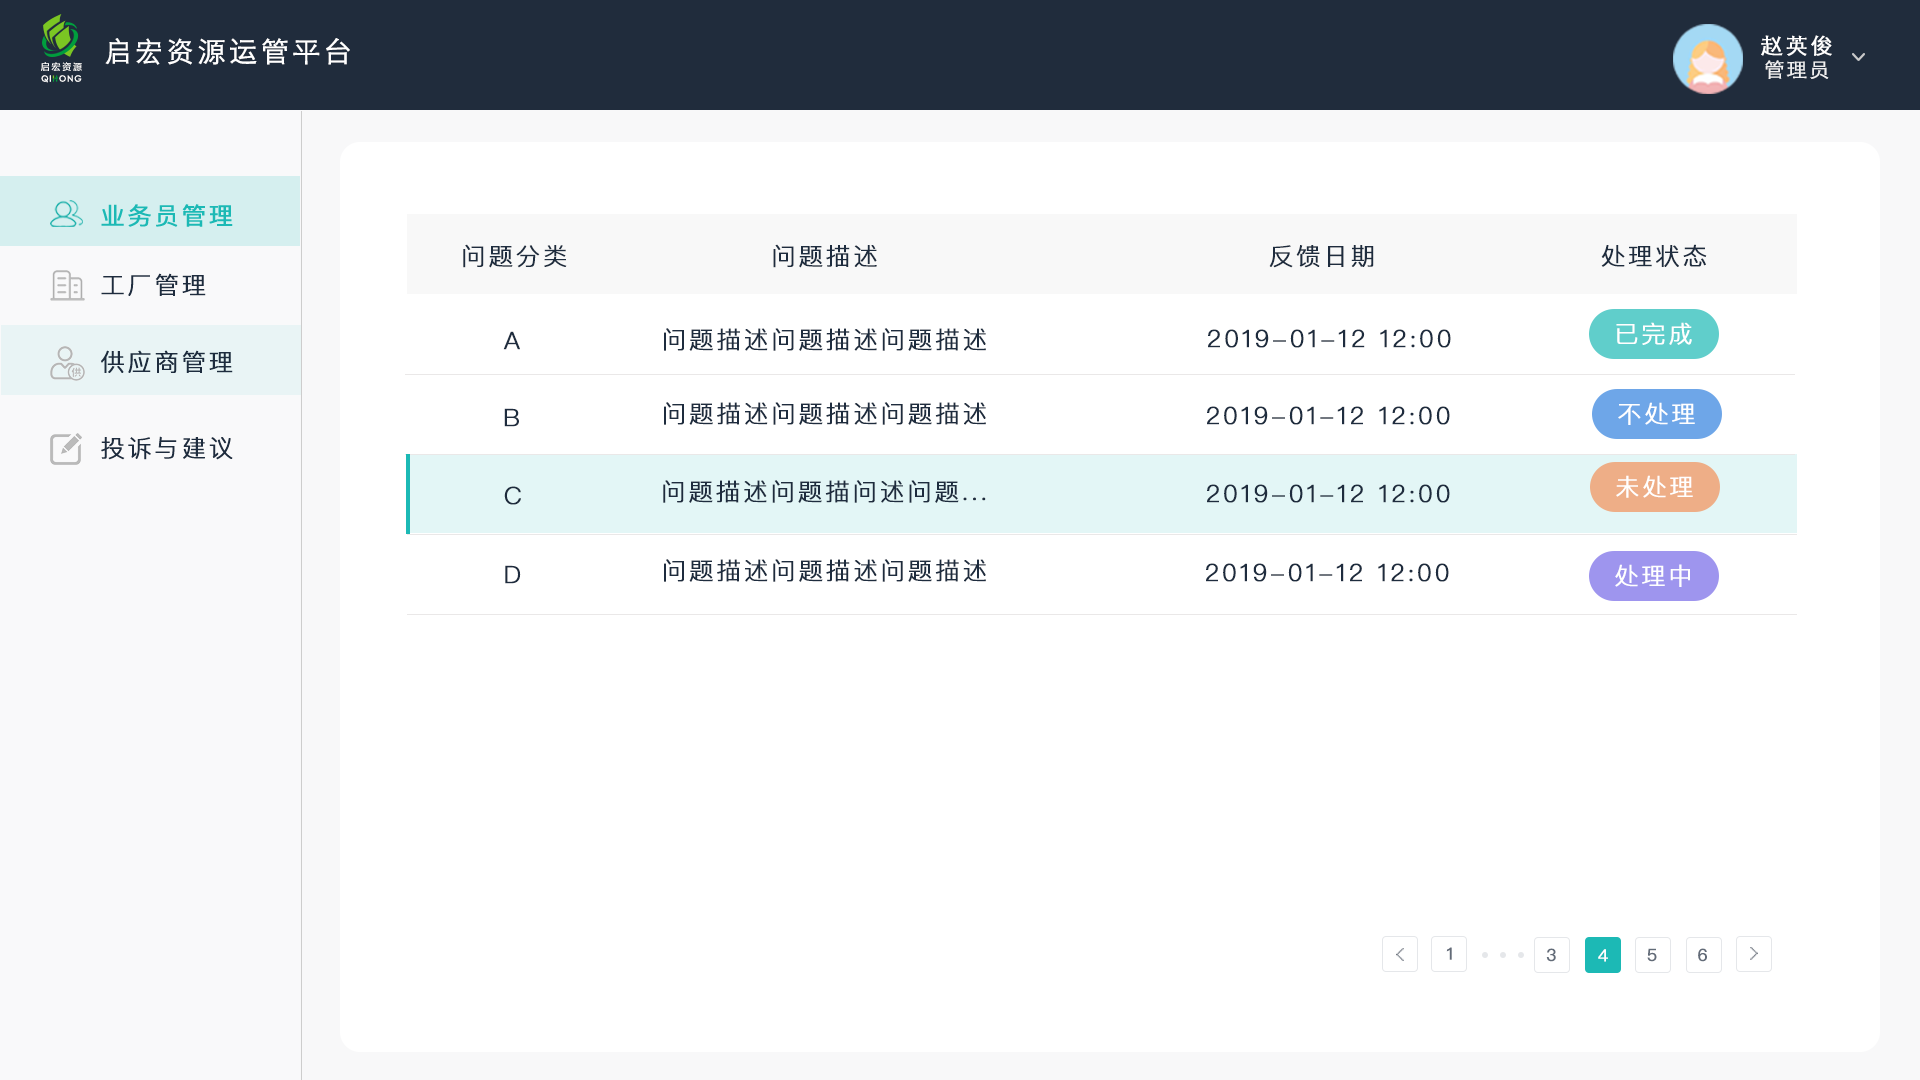 启宏资源
QIHONG
启宏资源运管平台
赵英俊
管理员
业务员管理
工厂管理
供应商管理
供
投诉与建议
问题分类 问题描述 反馈日期 处理状态
A 问题描述问题描述问题描述 2019-01-12 12:00 已完成
B 问题描述问题描述问题描述 2019-01-12 12:00 不处理
C 问题描述问题描问述问题... 2019-01-12 12:00 未处理
D 问题描述问题描述问题描述 2019-01-12 12:00 处理中
< 1 • • • 3 4 5 6 >